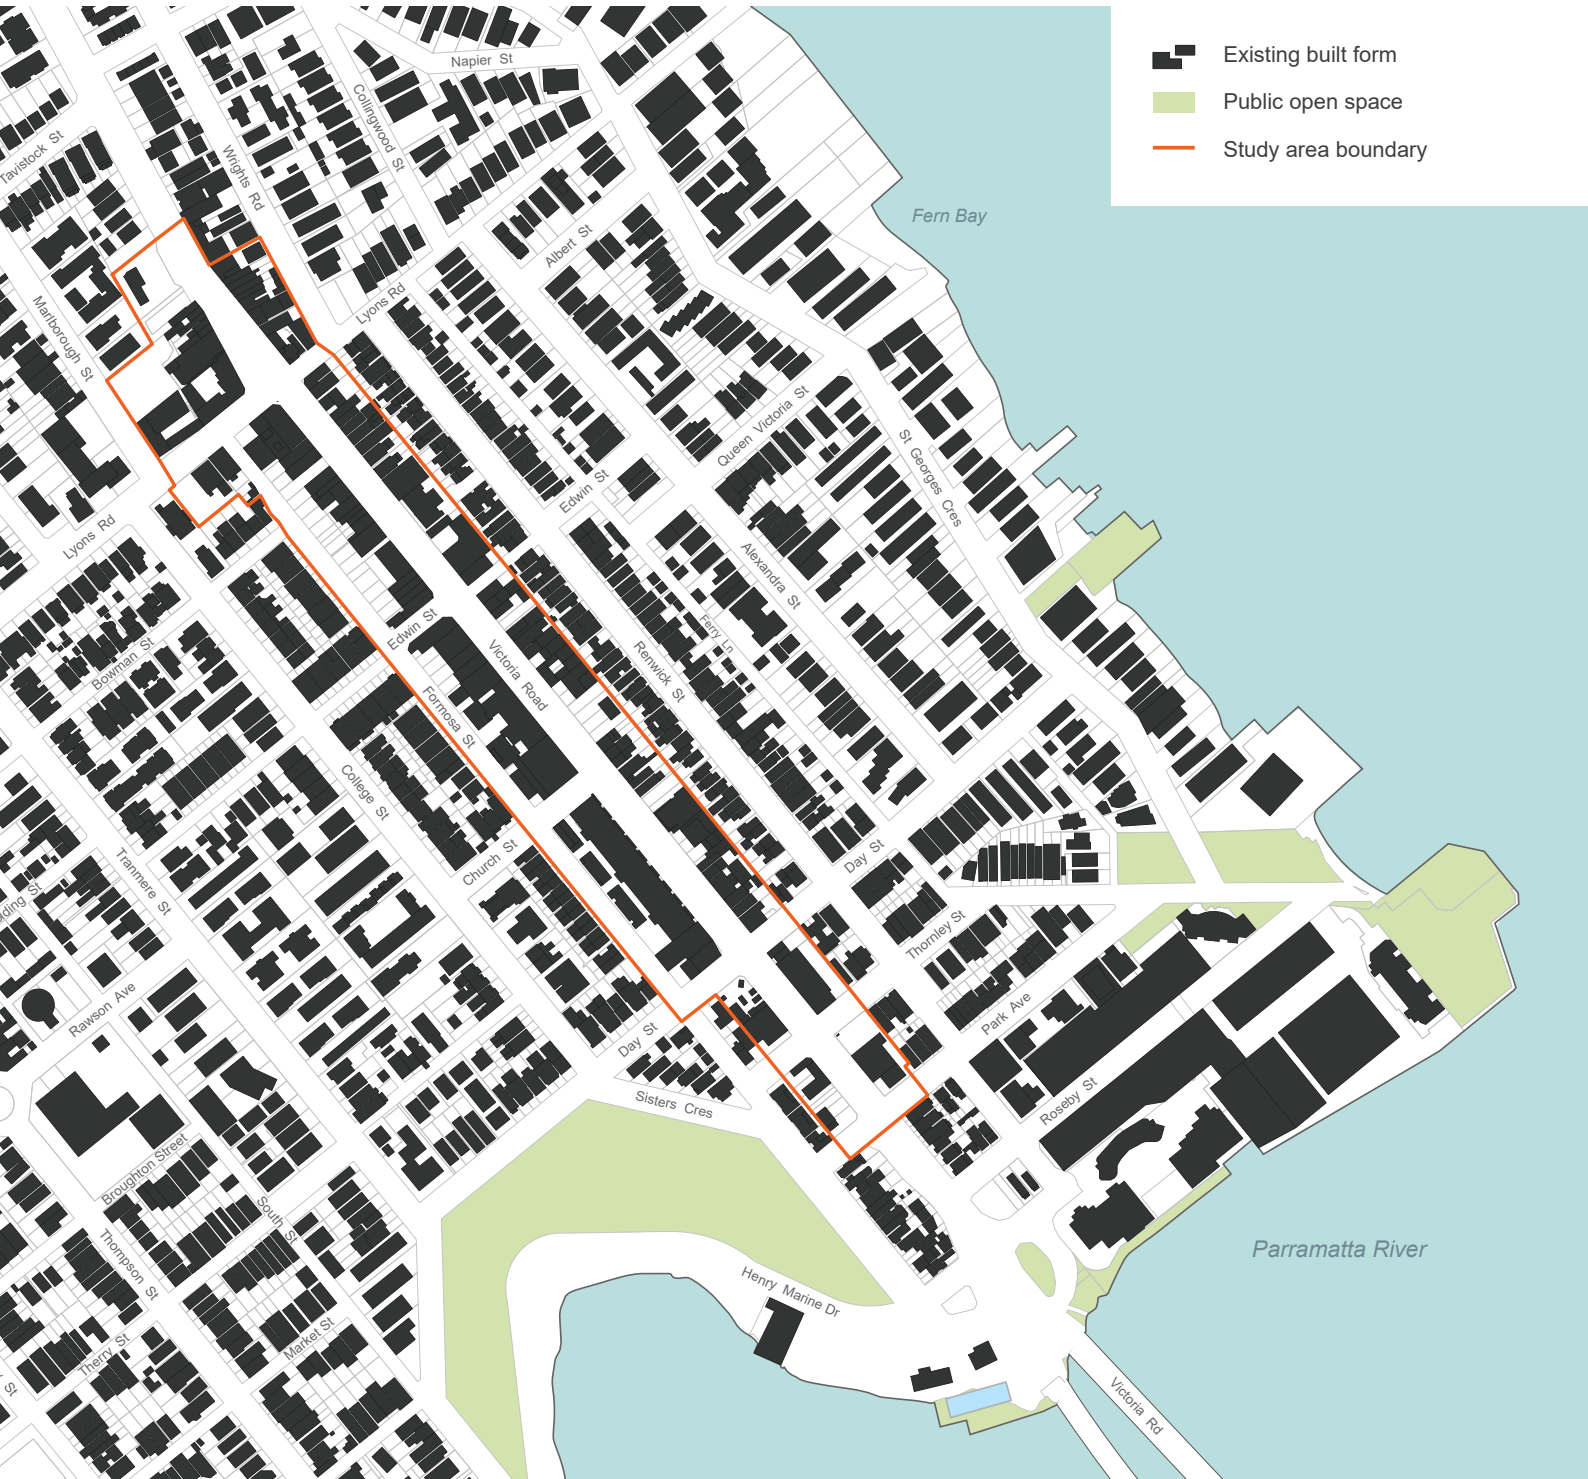 Existing built form
Public open space
Study area boundary
Napier St
Collingwood St
Tavistock St
Wrights Rd
Fern Bay
Albert St
Lyons Rd
Marlborough St
Queen Victoria St
St Georges Cres
Edwin St
Lyons Rd
Alexandra St
Edwin St
Ferry Ln
Bowman St
Victoria Road
Renwick St
Formosa St
College St
Church St
Day St
Tranmere St
Thornley St
Rawson Ave
Park Ave
Day St
Roseby St
Sisters Cres
Broughton Street
South St
Thompson St
Parramatta River
Henry Marine Dr
Market St
Therry St
St
Victoria Rd